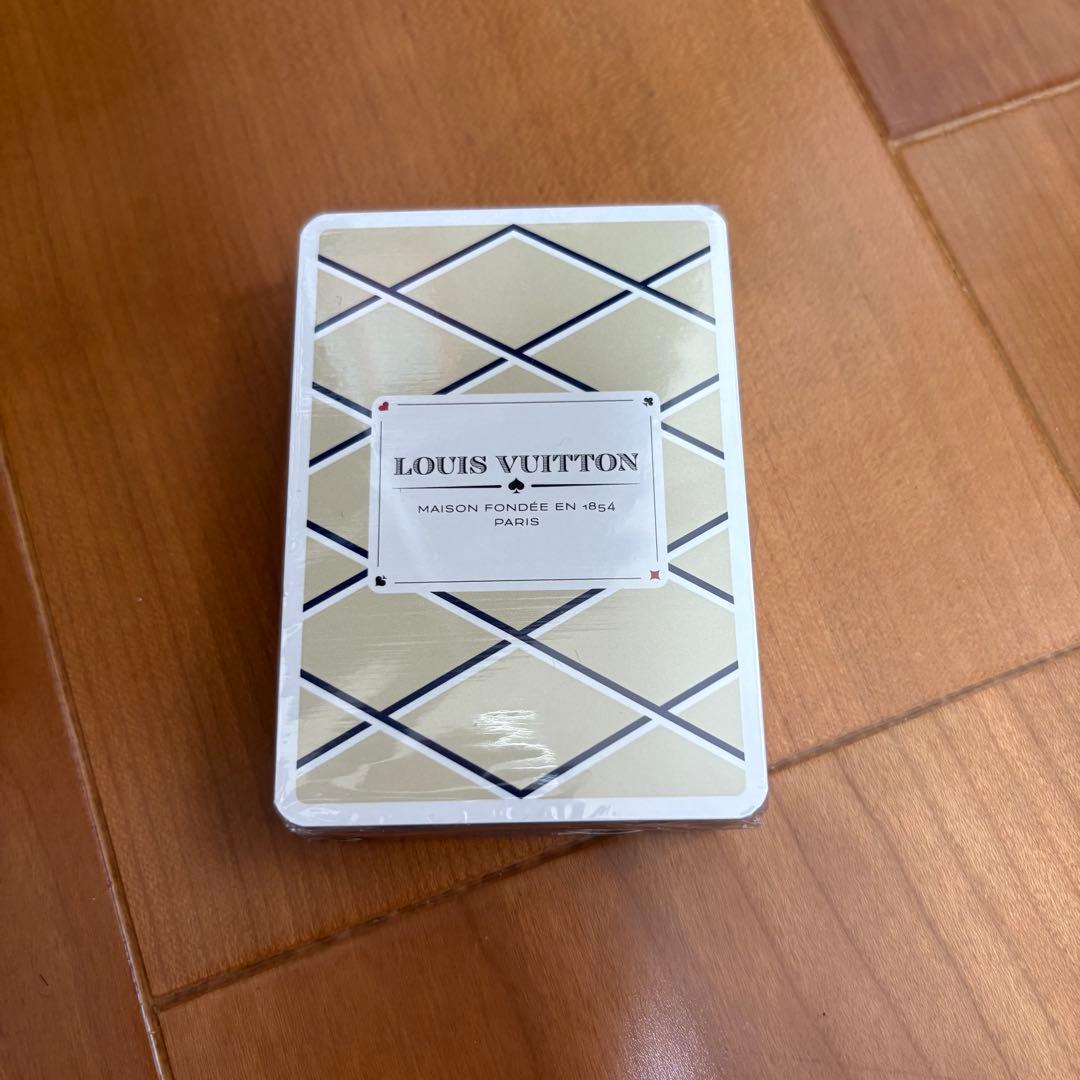 LOUIS VUITTON
MAISON FONDÉE EN 1854
PARIS